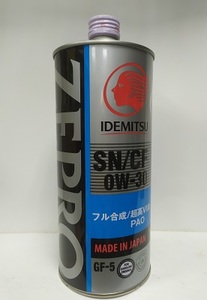 ZEPRO
IDEMITSU
SN/CF
0W-30
フル合成/超高VI
PAO
MADE IN JAPAN
GF-5